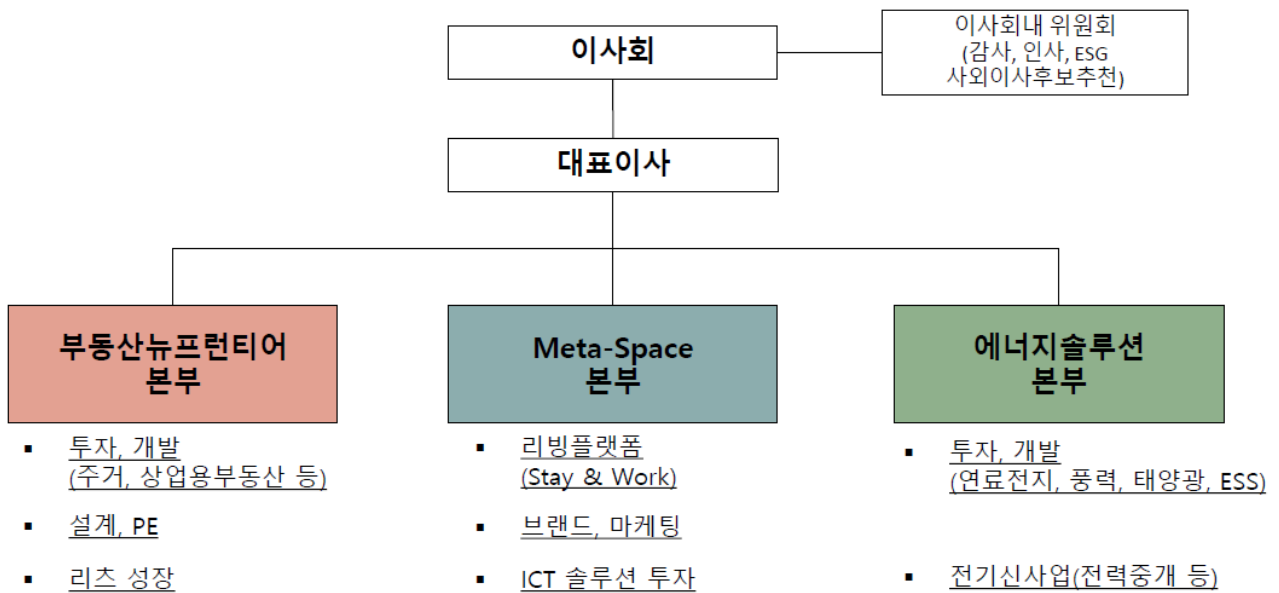 이사회
이사회내 위원회
(감사, 인사, ESG
사외이사후보추천)
대표이사
부동산뉴프런티어
본부
▪ 투자, 개발
(주거, 상업용부동산 등)
▪ 설계, PE
▪ 리츠 성장
Meta-Space
본부
▪ 리빙플랫폼
(Stay & Work)
▪ 브랜드, 마케팅
▪ ICT 솔루션 투자
에너지솔루션
본부
▪ 투자, 개발
(연료전지, 풍력, 태양광, ESS)
▪ 전기신사업(전력중개 등)